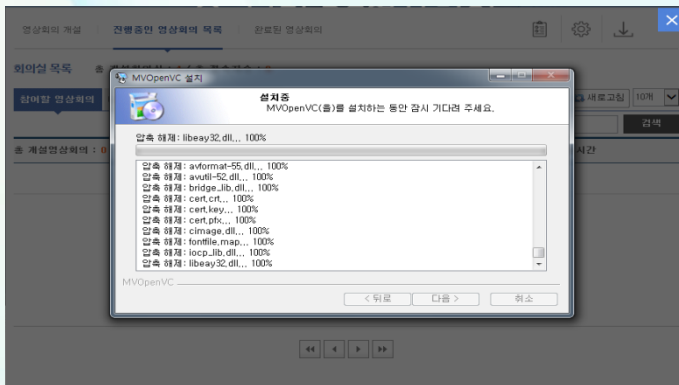 영상회의 개설 진행중인 영상회의 목록 완료된 영상회의
회의실 목록 총
참여할 영상회의 새로고침 10개
검색
총 개설영상회의 : 0 시간
MVOpenVC 설치
설치중
MVOpenVC(을)를 설치하는 동안 잠시 기다려 주세요.
압축 해제: libeay32.dll... 100%
압축 해제: avformat-55.dll... 100%
압축 해제: avutil-52.dll... 100%
압축 해제: bridge_lib.dll... 100%
압축 해제: cert.crt... 100%
압축 해제: cert.key... 100%
압축 해제: cert.pfx... 100%
압축 해제: cimage.dll... 100%
압축 해제: fontfile.map... 100%
압축 해제: iocp_lib.dll... 100%
압축 해제: libeay32.dll... 100%
MVOpenVC
< 뒤로 다음 > 취소